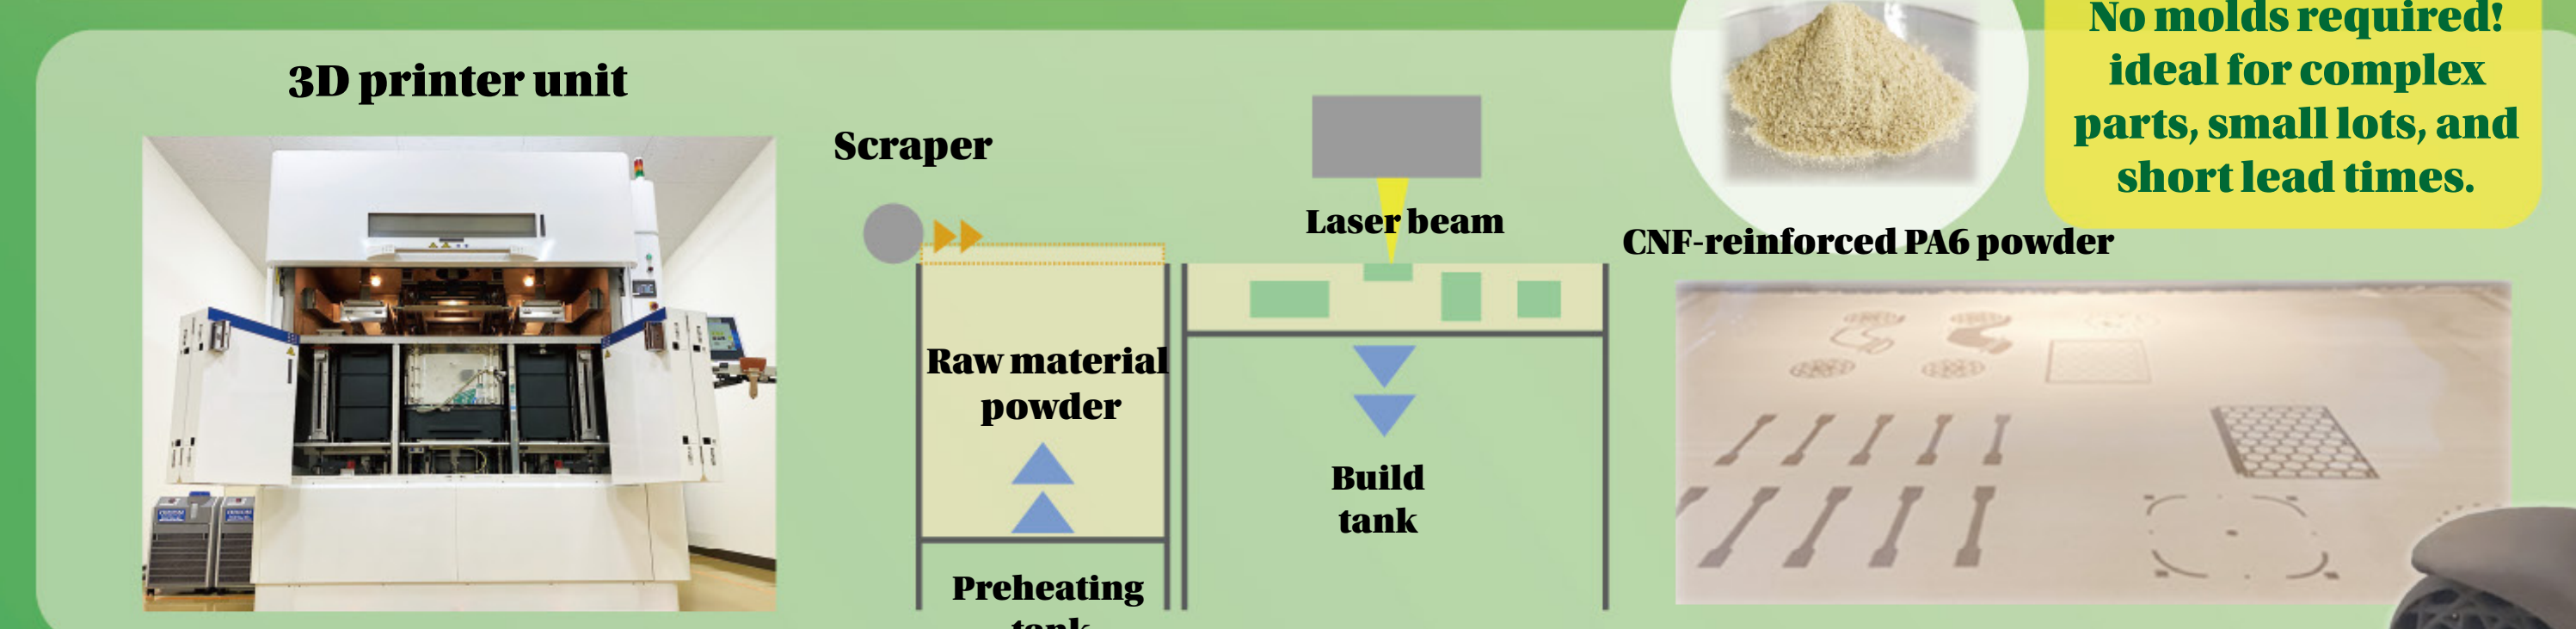 No molds required!
ideal for complex
parts, small lots, and
short lead times.
3D printer unit
Scraper
Laser beam
CNF-reinforced PA6 powder
Raw material
powder
Build
tank
Preheating
tank